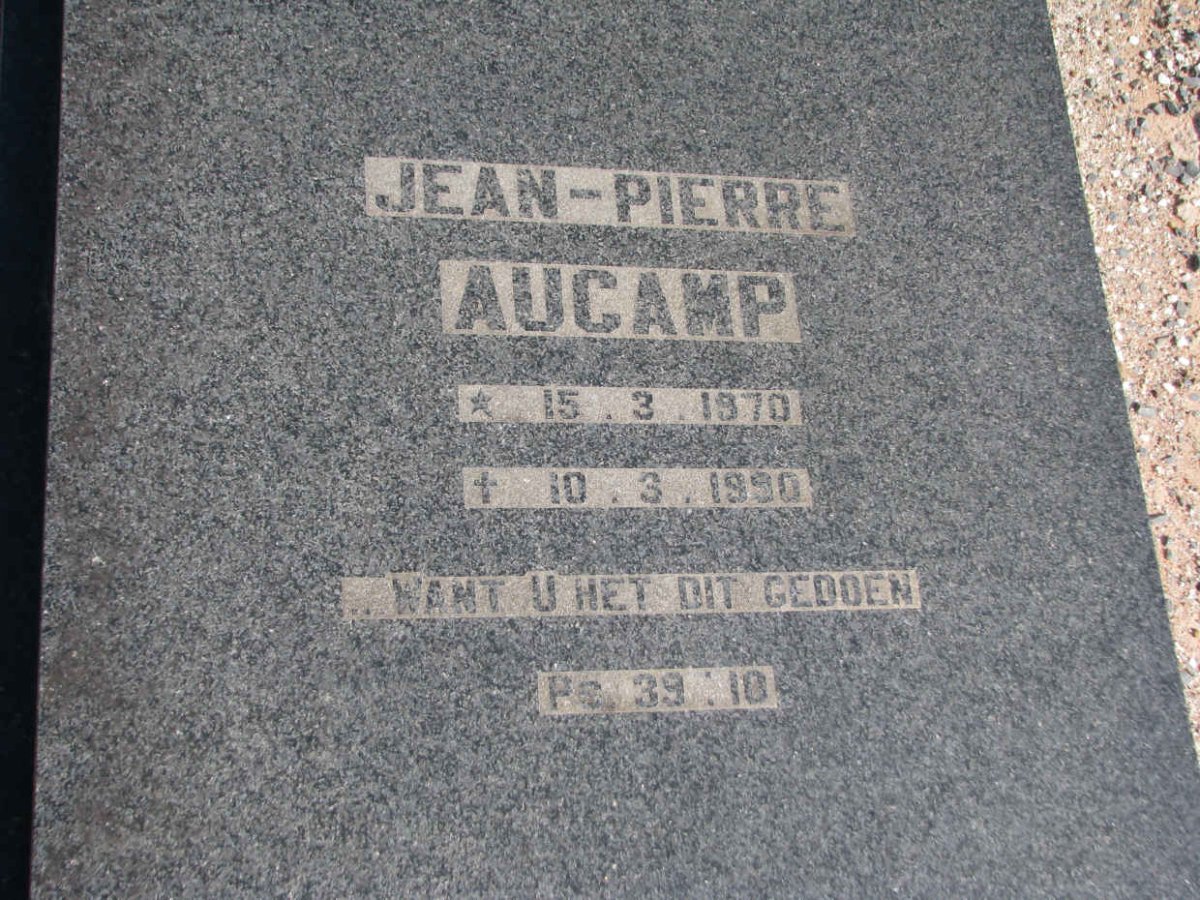 JEAN-PIERRE
AUCAMP
★ 15.3.1970
✝ 10.3.1990
.. WANT U HET DIT GEDOEN
Ps. 39:10